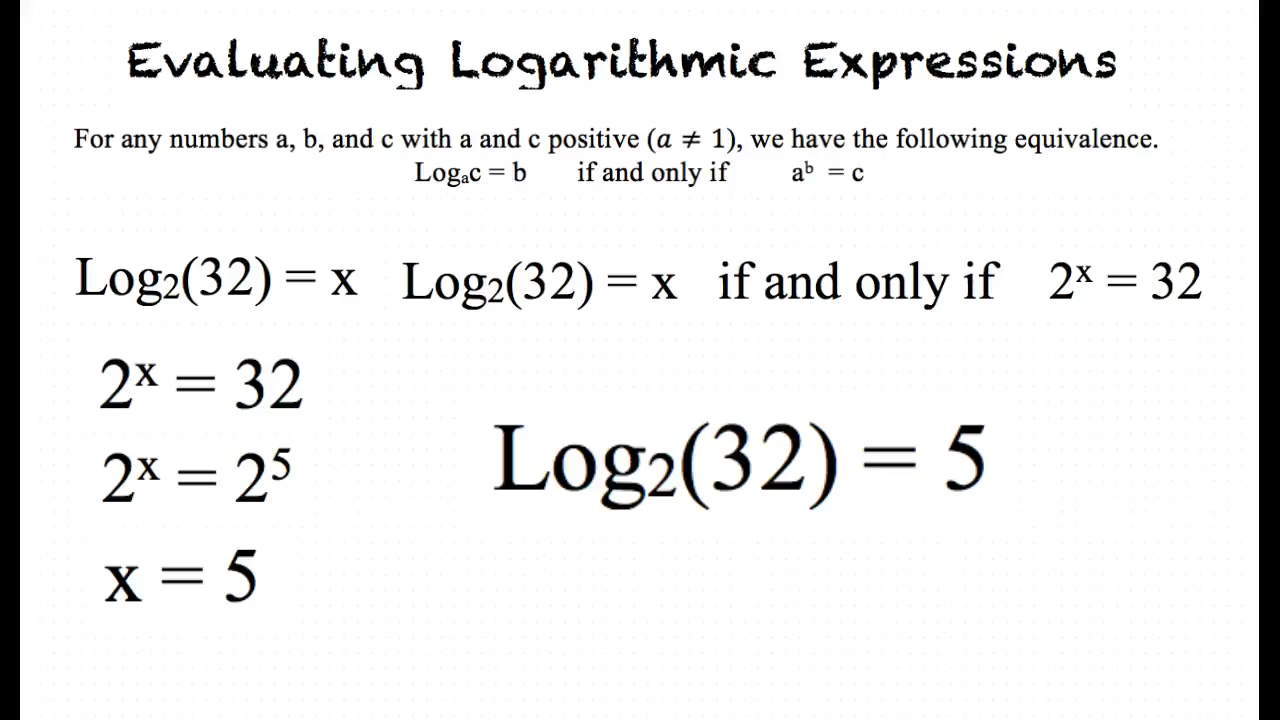 Evaluating Logarithmic Expressions
For any numbers a, b, and c with a and c positive (a ≠ 1), we have the following equivalence.
Logₐc = b if and only if aᵇ = c
Log₂(32) = x Log₂(32) = x if and only if 2ˣ = 32
2ˣ = 32
2ˣ = 2⁵
Log₂(32) = 5
x = 5